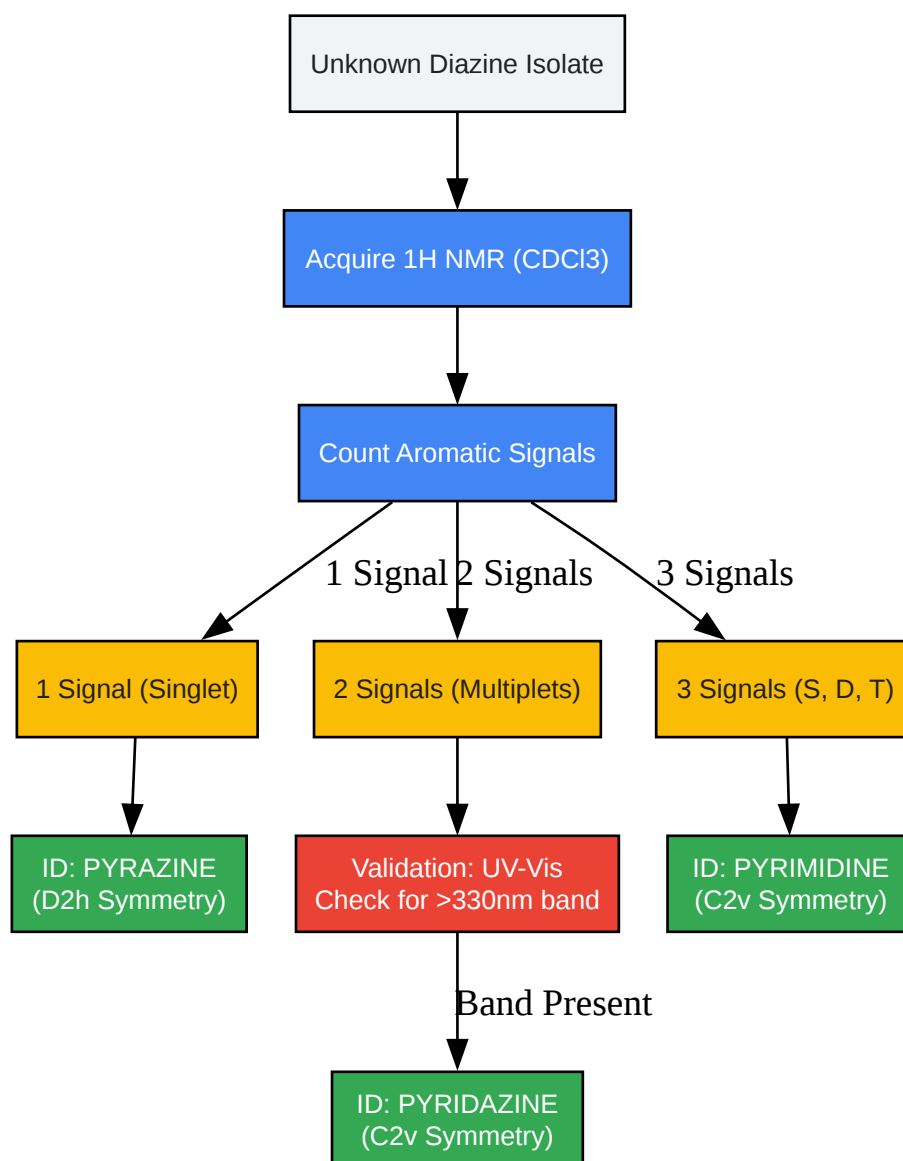 Unknown Diazine Isolate
Acquire 1H NMR (CDCl3)
Count Aromatic Signals
1 Signal
2 Signals
3 Signals
1 Signal (Singlet)
2 Signals (Multiplets)
3 Signals (S, D, T)
ID: PYRAZINE
(D2h Symmetry)
Validation: UV-Vis
Check for >330nm band
ID: PYRIMIDINE
(C2v Symmetry)
Band Present
ID: PYRIDAZINE
(C2v Symmetry)